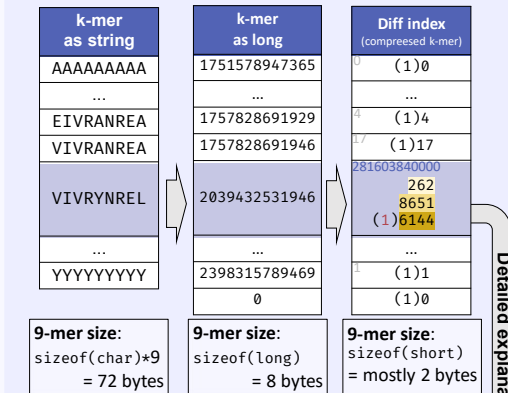 k-mer
as string
AAAAAAAAA
...
EIVRANREA
VIVRANREA
VIVRYNREL
...
YYYYYYYYY
9-mer size:
sizeof(char)*9
= 72 bytes
k-mer
as long
1751578947365
...
1757828691929
1757828691946
2039432531946
...
2398315789469
0
9-mer size:
sizeof(long)
= 8 bytes
Diff index
(compreesed k-mer)
0 (1)0
...
4 (1)4
17 (1)17
281603840000
262
8651
(1)6144
...
1 (1)1
(1)0
9-mer size:
sizeof(short)
= mostly 2 bytes
Detailed explana